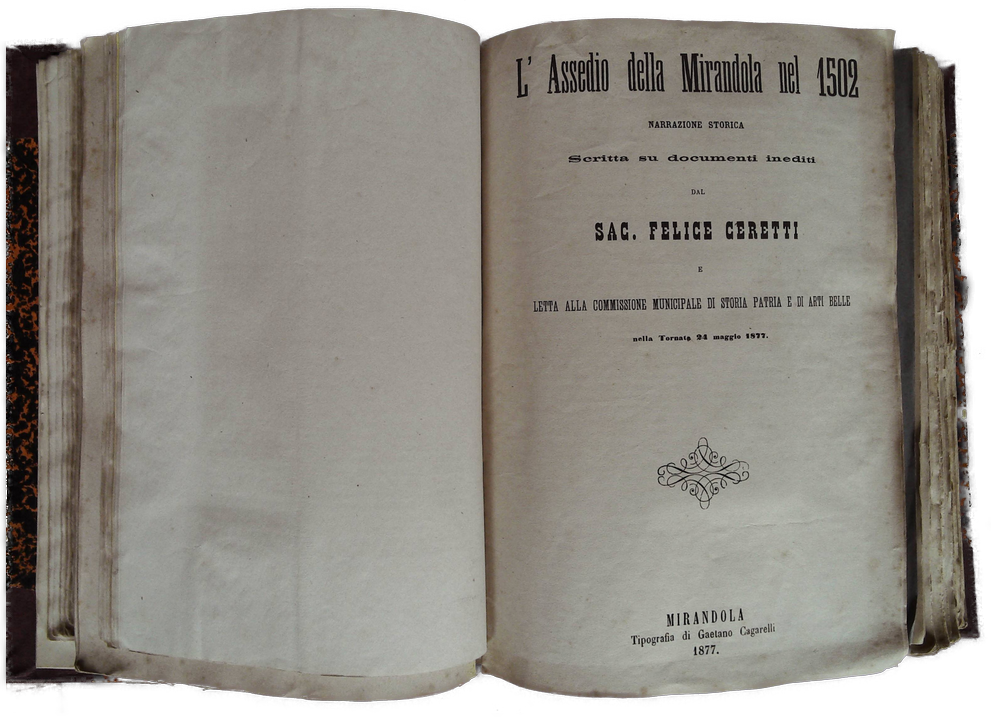 L' Assedio della Mirandola nel 1502
NARRAZIONE STORICA
Scritta su documenti inediti
DAL
SAC. FELICE CERETTI
E
LETTA ALLA COMMISSIONE MUNICIPALE DI STORIA PATRIA E DI ARTI BELLE
nella Tornata 24 maggio 1877.
MIRANDOLA
Tipografia di Gaetano Cagarelli
1877.